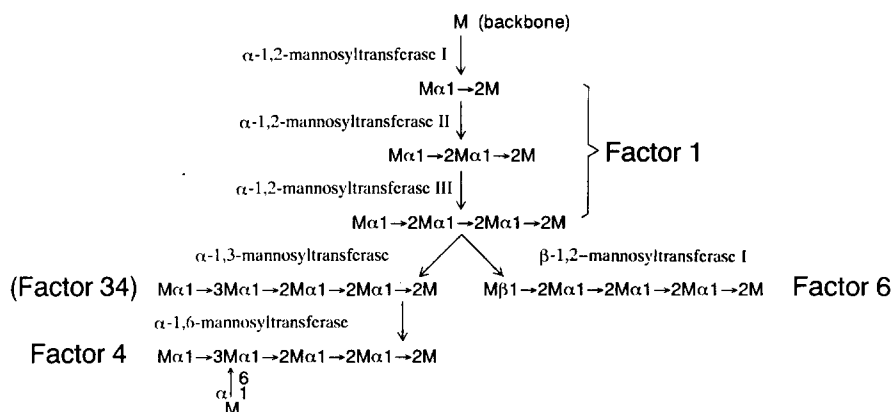 M (backbone)
α-1,2-mannosyltransferase I
Mα1→2M
α-1,2-mannosyltransferase II
Mα1→2Mα1→2M
Factor 1
α-1,2-mannosyltransferase III
Mα1→2Mα1→2Mα1→2M
α-1,3-mannosyltransferase
β-1,2-mannosyltransferase I
(Factor 34) Mα1→3Mα1→2Mα1→2Mα1→2M
Mβ1→2Mα1→2Mα1→2Mα1→2M Factor 6
α-1,6-mannosyltransferase
Factor 4 Mα1→3Mα1→2Mα1→2Mα1→2M
6
α 1
M